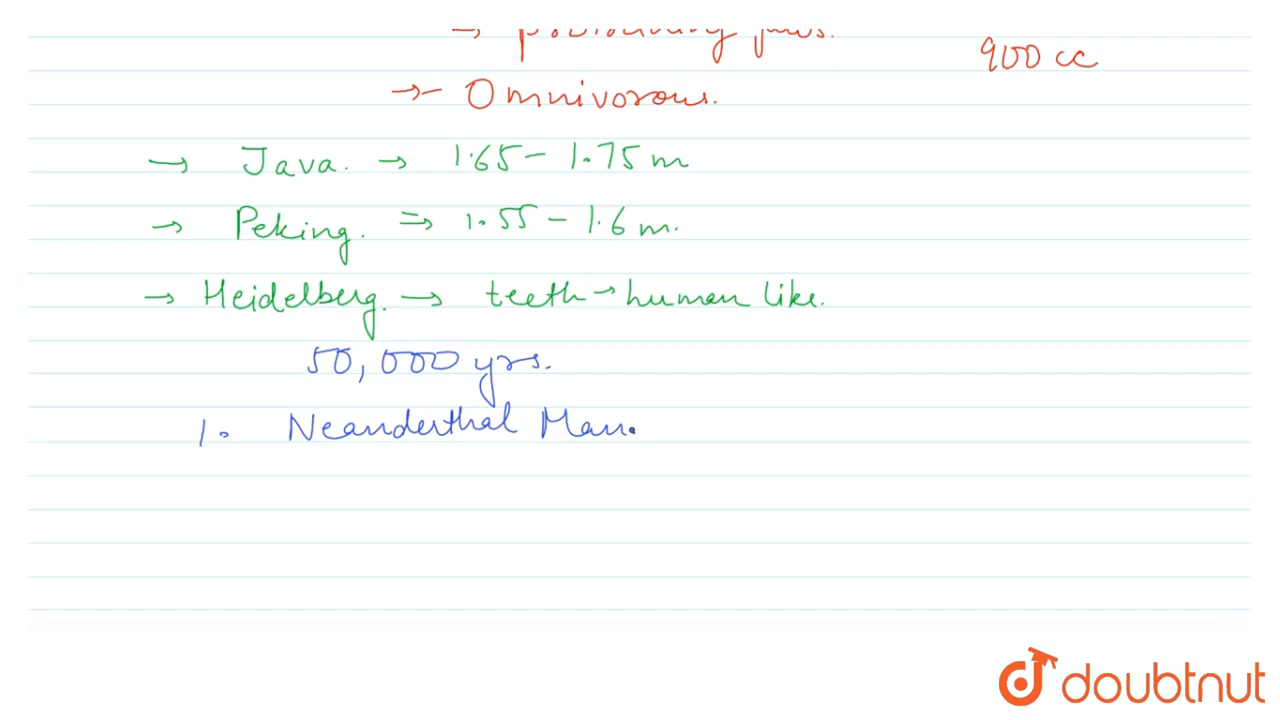 900 cc
→ Omnivorous.
→ Java. → 1.65 - 1.75 m
→ Peking. ⇒ 1.55 - 1.6 m.
→ Heidelberg. → teeth → human like.
50,000 yrs.
1. Neanderthal Man.
doubtnut